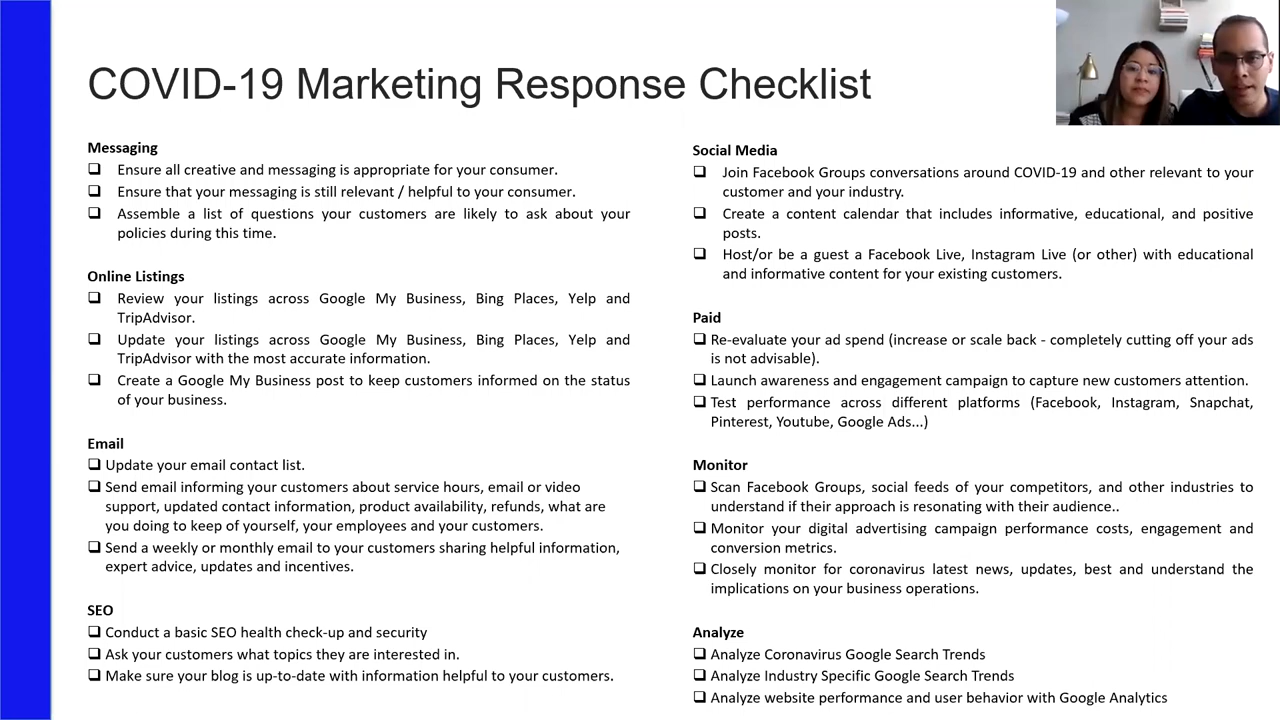 COVID-19 Marketing Response Checklist
Messaging
Ensure all creative and messaging is appropriate for your consumer.
Ensure that your messaging is still relevant / helpful to your consumer.
Assemble a list of questions your customers are likely to ask about your
policies during this time.
Online Listings
Review your listings across Google My Business, Bing Places, Yelp and
TripAdvisor.
Update your listings across Google My Business, Bing Places, Yelp and
TripAdvisor with the most accurate information.
Create a Google My Business post to keep customers informed on the status
of your business.
Email
Update your email contact list.
Send email informing your customers about service hours, email or video
support, updated contact information, product availability, refunds, what are
you doing to keep of yourself, your employees and your customers.
Send a weekly or monthly email to your customers sharing helpful information,
expert advice, updates and incentives.
SEO
Conduct a basic SEO health check-up and security
Ask your customers what topics they are interested in.
Make sure your blog is up-to-date with information helpful to your customers.
Social Media
Join Facebook Groups conversations around COVID-19 and other relevant to your
customer and your industry.
Create a content calendar that includes informative, educational, and positive
posts.
Host/or be a guest a Facebook Live, Instagram Live (or other) with educational
and informative content for your existing customers.
Paid
Re-evaluate your ad spend (increase or scale back - completely cutting off your ads
is not advisable).
Launch awareness and engagement campaign to capture new customers attention.
Test performance across different platforms (Facebook, Instagram, Snapchat,
Pinterest, Youtube, Google Ads...)
Monitor
Scan Facebook Groups, social feeds of your competitors, and other industries to
understand if their approach is resonating with their audience..
Monitor your digital advertising campaign performance costs, engagement and
conversion metrics.
Closely monitor for coronavirus latest news, updates, best and understand the
implications on your business operations.
Analyze
Analyze Coronavirus Google Search Trends
Analyze Industry Specific Google Search Trends
Analyze website performance and user behavior with Google Analytics